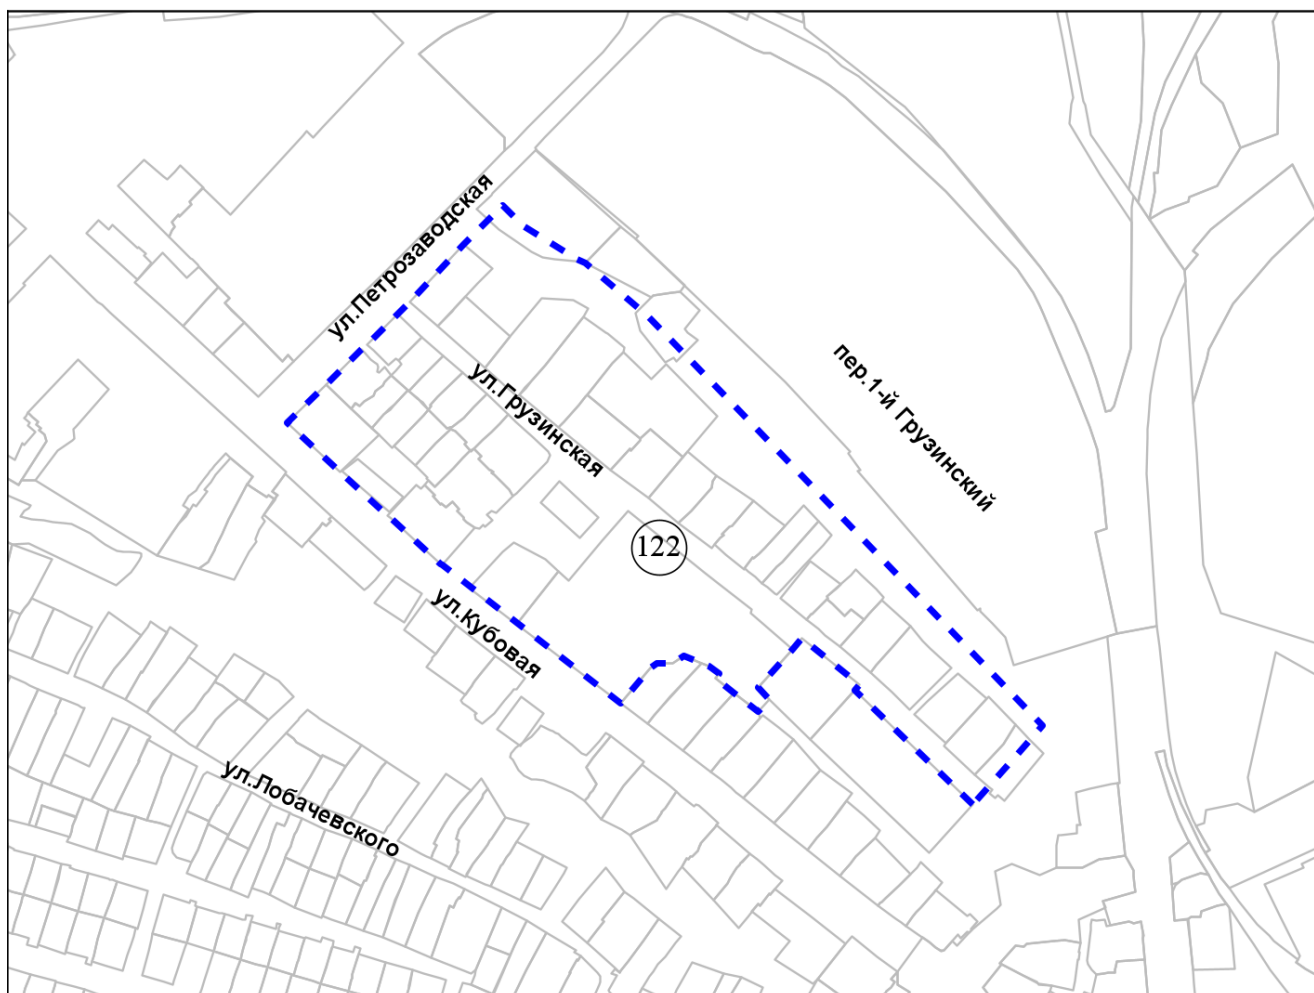 ул.Петрозаводская
пер.1-й Грузинский
ул.Грузинская
122
ул.Кубовая
ул.Лобачевского